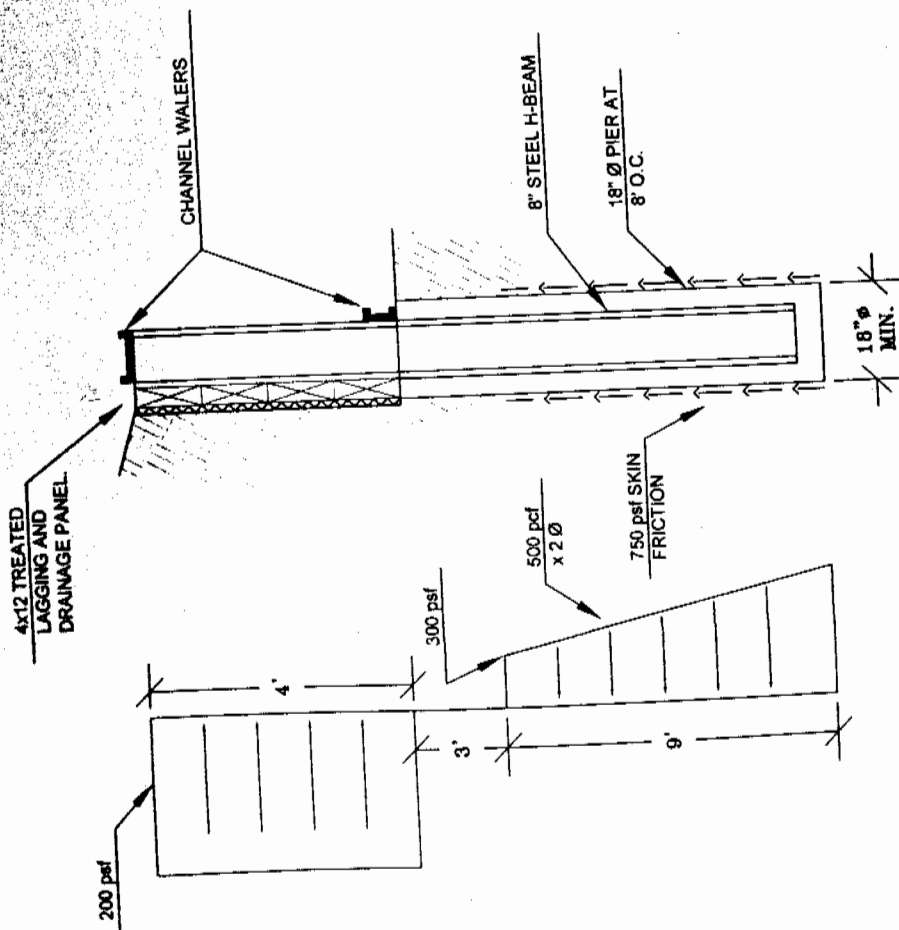 4x12 TREATED
LAGGING AND
DRAINAGE PANEL.
CHANNEL WALERS
8" STEEL H-BEAM
18" Ø PIER AT
8' O.C.
18" ø
MIN.
750 psf SKIN
FRICTION
500 pcf
x 2 Ø
300 psf
200 psf
4'
3'
9'